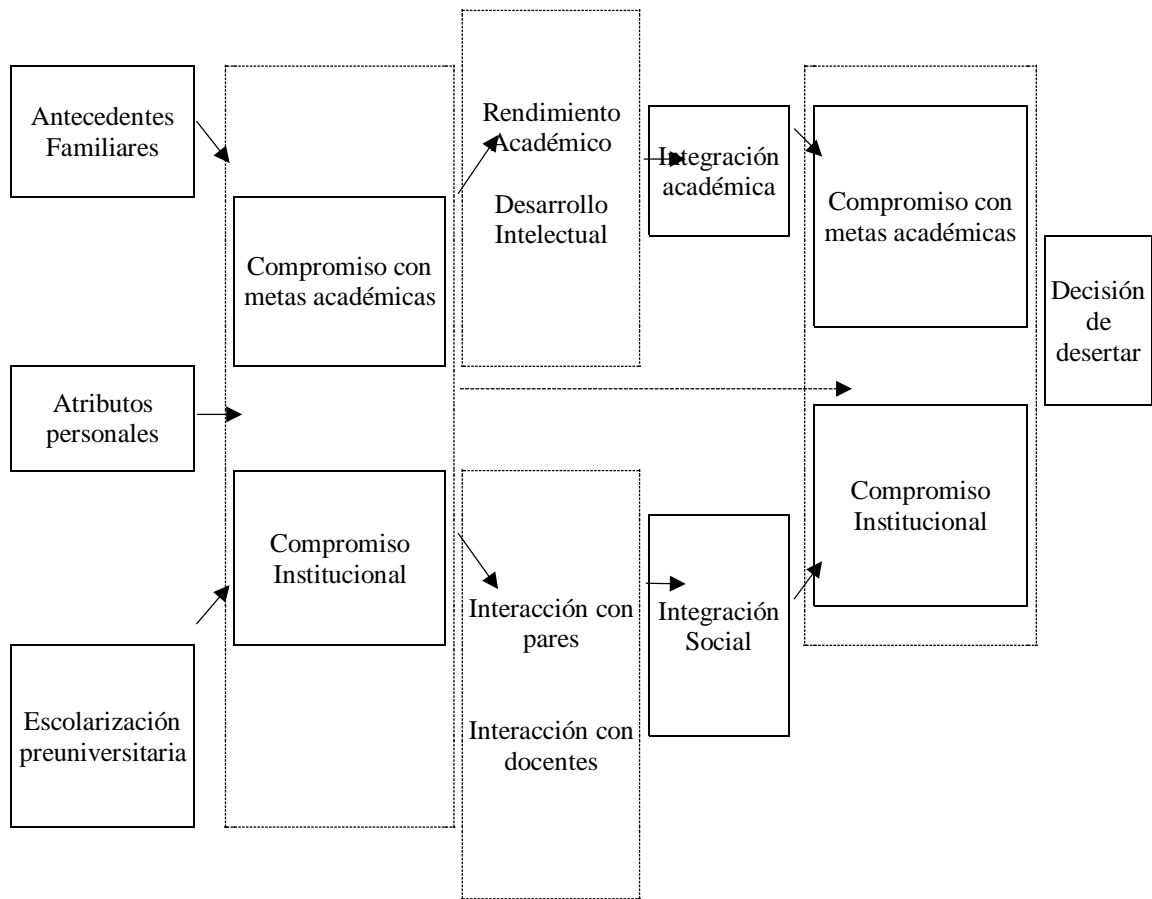 Antecedentes
Familiares
Atributos
personales
Escolarización
preuniversitaria
Compromiso con
metas académicas
Compromiso
Institucional
Rendimiento
Académico
Desarrollo
Intelectual
Interacción con
pares
Interacción con
docentes
Integración
académica
Integración
Social
Compromiso con
metas académicas
Compromiso
Institucional
Decisión
de
desertar